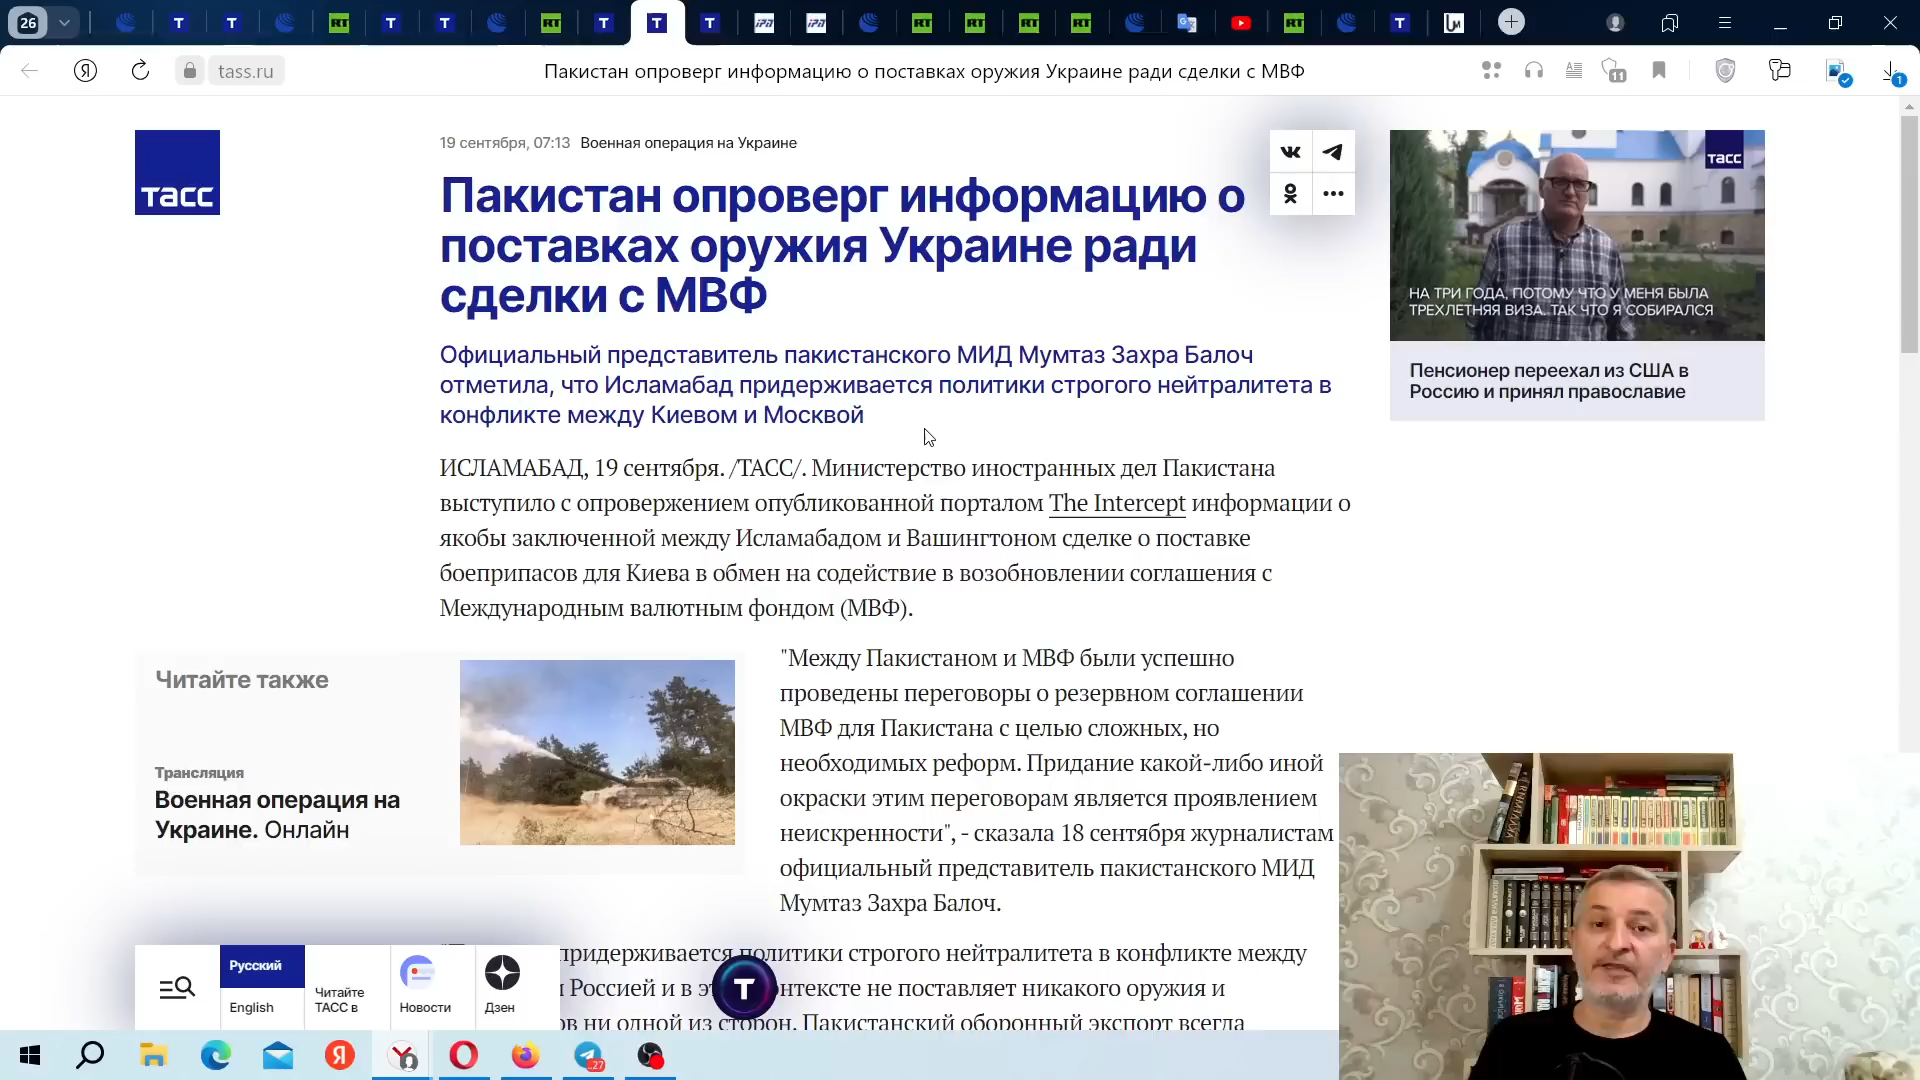 26
tass.ru
Пакистан опроверг информацию о поставках оружия Украине ради сделки с МВФ
11
1
19 сентября, 07:13 Военная операция на Украине
ТАСС
Пакистан опроверг информацию о
поставках оружия Украине ради
сделки с МВФ
Официальный представитель пакистанского МИД Мумтаз Захра Балоч
отметила, что Исламабад придерживается политики строгого нейтралитета в
конфликте между Киевом и Москвой
ТАСС
НА ТРИ ГОДА, ПОТОМУ ЧТО У МЕНЯ БЫЛА
ТРЕХЛЕТНЯЯ ВИЗА. ТАК ЧТО Я СОБИРАЛСЯ
Пенсионер переехал из США в
Россию и принял православие
ИСЛАМАБАД, 19 сентября. /ТАСС/. Министерство иностранных дел Пакистана
выступило с опровержением опубликованной порталом The Intercept информации о
якобы заключенной между Исламабадом и Вашингтоном сделке о поставке
боеприпасов для Киева в обмен на содействие в возобновлении соглашения с
Международным валютным фондом (МВФ).
Читайте также
Трансляция
Военная операция на
Украине. Онлайн
"Между Пакистаном и МВФ были успешно
проведены переговоры о резервном соглашении
МВФ для Пакистана с целью сложных, но
необходимых реформ. Придание какой-либо иной
окраски этим переговорам является проявлением
неискренности", - сказала 18 сентября журналистам
официальный представитель пакистанского МИД
Мумтаз Захра Балоч.
придерживается политики строгого нейтралитета в конфликте между
Россией и в контексте не поставляет никакого оружия и
ни одной из сторон. Пакистанский оборонный экспорт всегда
Русский
English
Читайте
ТАСС в
Новости
Дзен
27